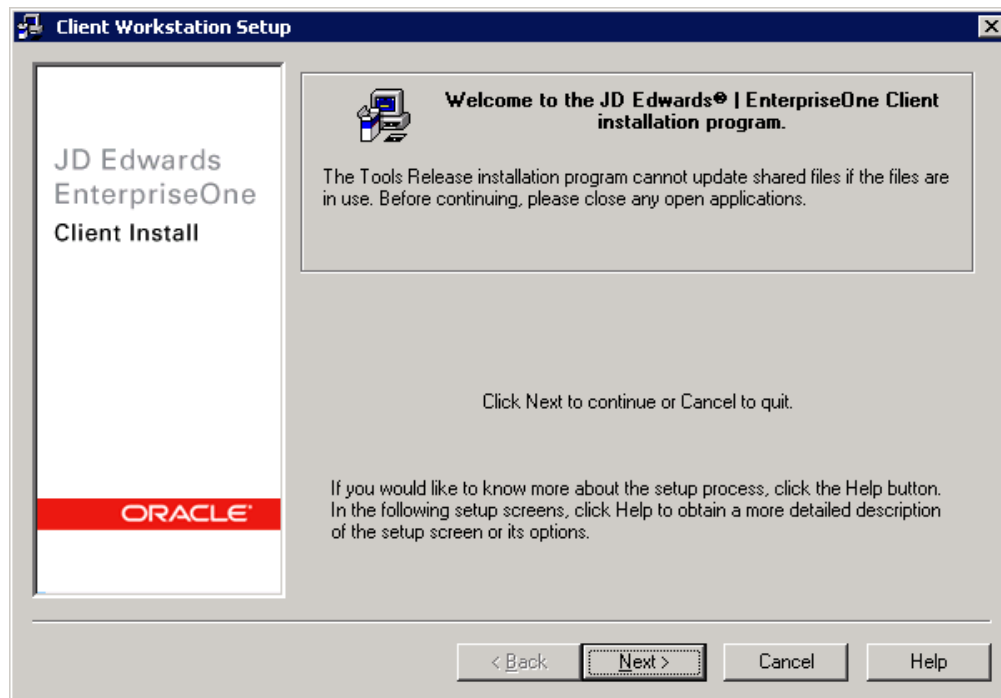 Client Workstation Setup
JD Edwards
EnterpriseOne
Client Install
ORACLE
Welcome to the JD Edwards® | EnterpriseOne Client
installation program.
The Tools Release installation program cannot update shared files if the files are
in use. Before continuing, please close any open applications.
Click Next to continue or Cancel to quit.
If you would like to know more about the setup process, click the Help button.
In the following setup screens, click Help to obtain a more detailed description
of the setup screen or its options.
< Back
Next >
Cancel
Help